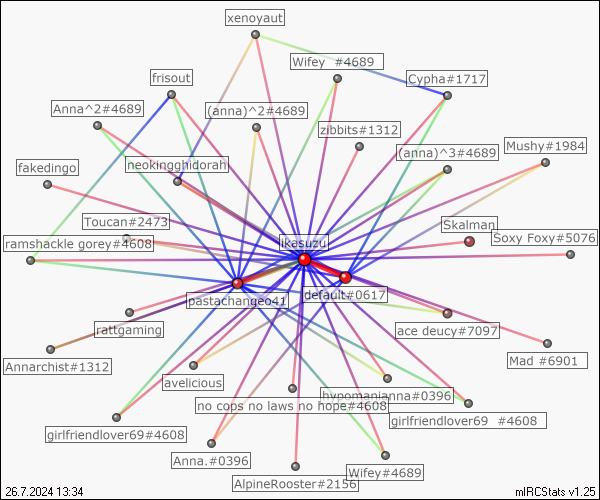 xenoyaut
Wifey #4689
frisout
Cypha#1717
Anna^2#4689
(anna)^2#4689
zibbits#1312
Mushy#1984
(anna)^3#4689
fakedingo
neokingghidorah
Toucan#2473
Skalman
Soxy Foxy#5076
ramshackle gorey#4608
ikesuzu
default#0617
pastachangeo41
rattgaming
ace deucy#7097
Mad #6901
Annarchist#1312
avelicious
hypomanianna#0396
no cops no laws no hope#4608
girlfriendlover69 #4608
girlfriendlover69#4608
Anna.#0396
Wifey#4689
AlpineRooster#2156
26.7.2024 13:34
mIRCStats v1.25